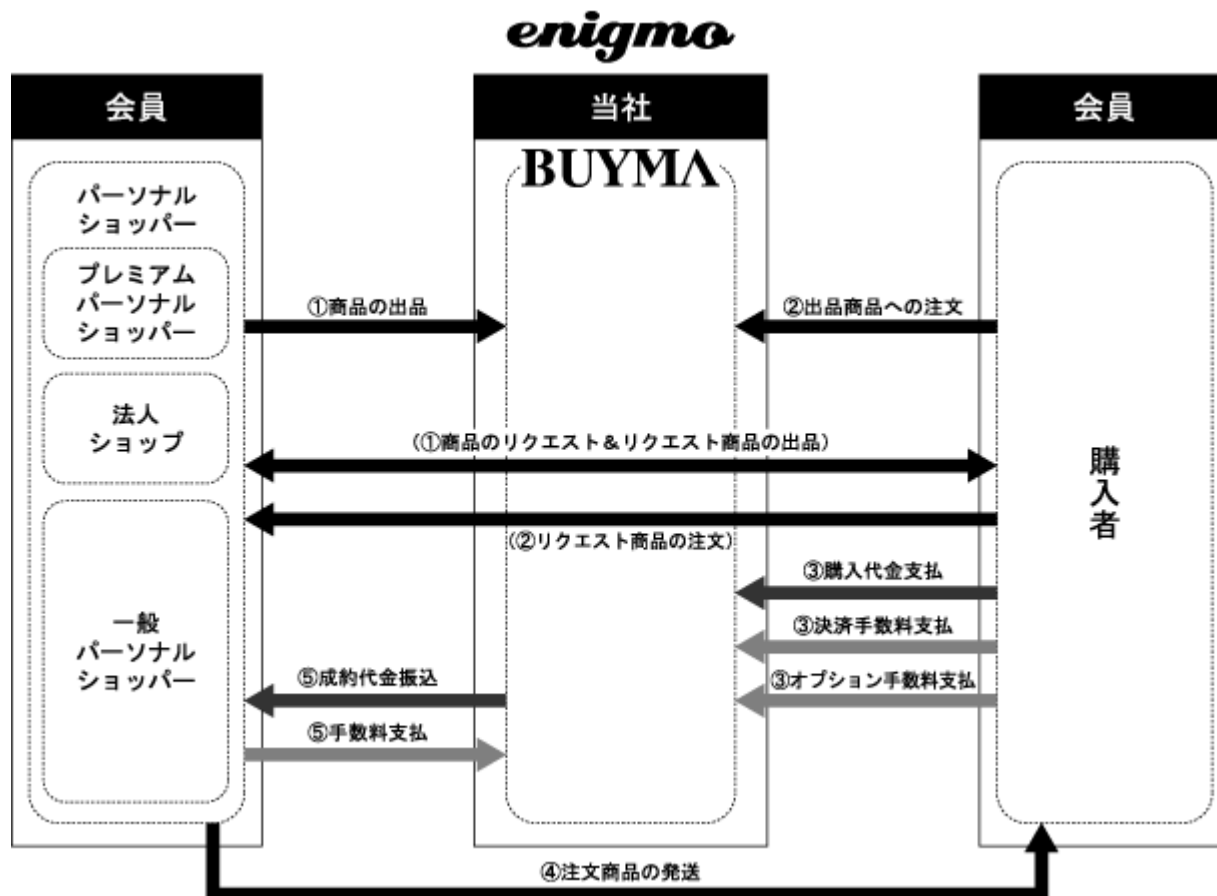 enigmo
会員
当社
会員
BUYMA
パーソナル
ショッパー
プレミアム
パーソナル
ショッパー
①商品の出品
②出品商品への注文
法人
ショップ
(①商品のリクエスト＆リクエスト商品の出品)
購入者
(②リクエスト商品の注文)
③購入代金支払
一般
パーソナル
ショッパー
③決済手数料支払
⑤成約代金振込
③オプション手数料支払
⑤手数料支払
④注文商品の発送